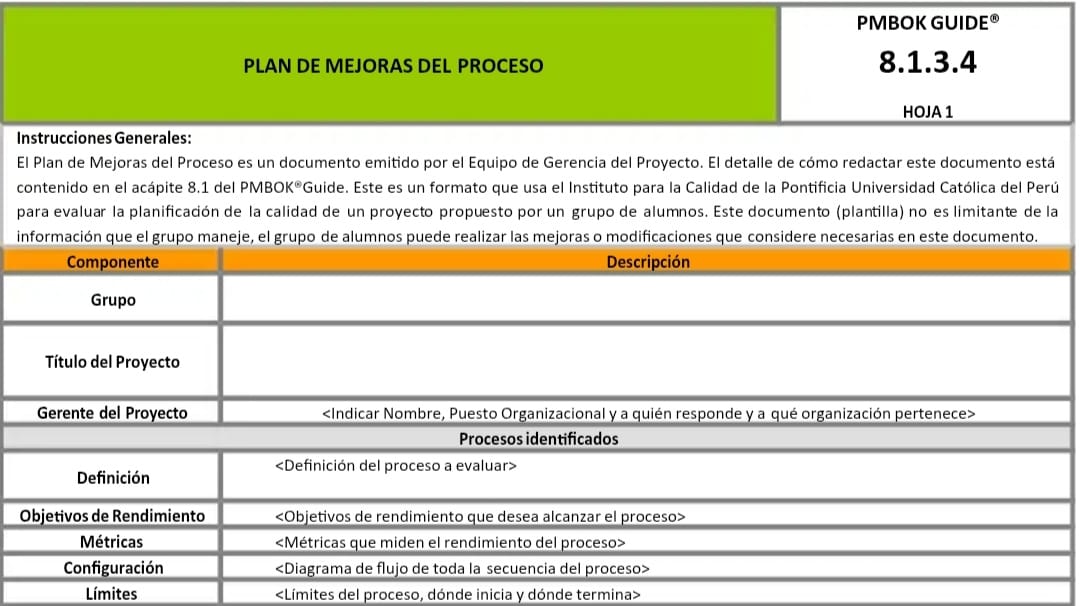 PLAN DE MEJORAS DEL PROCESO
PMBOK GUIDE®
8.1.3.4
HOJA 1
Instrucciones Generales:
El Plan de Mejoras del Proceso es un documento emitido por el Equipo de Gerencia del Proyecto. El detalle de cómo redactar este documento está
contenido en el acápite 8.1 del PMBOK®Guide. Este es un formato que usa el Instituto para la Calidad de la Pontificia Universidad Católica del Perú
para evaluar la planificación de la calidad de un proyecto propuesto por un grupo de alumnos. Este documento (plantilla) no es limitante de la
información que el grupo maneje, el grupo de alumnos puede realizar las mejoras o modificaciones que considere necesarias en este documento.
Componente Descripción
Grupo
Título del Proyecto
Gerente del Proyecto <Indicar Nombre, Puesto Organizacional y a quién responde y a qué organización pertenece>
Procesos identificados
Definición <Definición del proceso a evaluar>
Objetivos de Rendimiento <Objetivos de rendimiento que desea alcanzar el proceso>
Métricas <Métricas que miden el rendimiento del proceso>
Configuración <Diagrama de flujo de toda la secuencia del proceso>
Límites <Límites del proceso, dónde inicia y dónde termina>